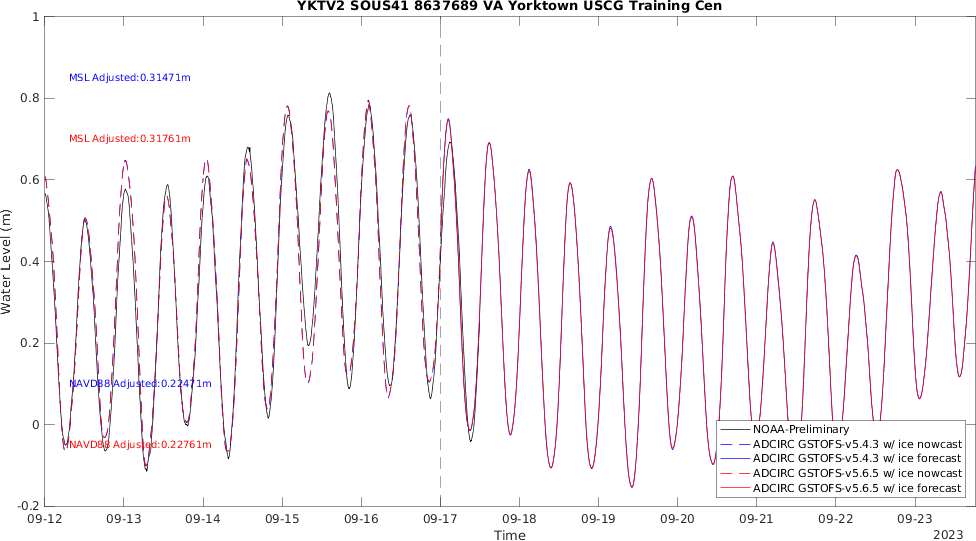 YKTV2 SOUS41 8637689 VA Yorktown USCG Training Cen
1
0.8
0.6
0.4
0.2
0
-0.2
Water Level (m)
MSL Adjusted:0.31471m
MSL Adjusted:0.31761m
NAVD88 Adjusted:0.22471m
NAVD88 Adjusted:0.22761m
NOAA-Preliminary
ADCIRC GSTOFS-v5.4.3 w/ ice nowcast
ADCIRC GSTOFS-v5.4.3 w/ ice forecast
ADCIRC GSTOFS-v5.6.5 w/ ice nowcast
ADCIRC GSTOFS-v5.6.5 w/ ice forecast
09-12 09-13 09-14 09-15 09-16 09-17 09-18 09-19 09-20 09-21 09-22 09-23
Time
2023